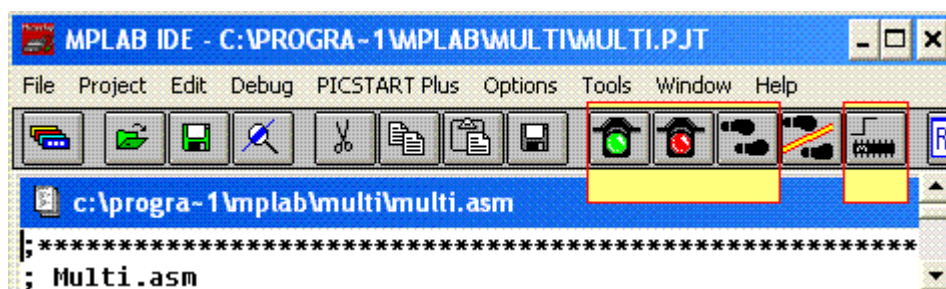 MPLAB IDE - C:\PROGRA~1\MPLAB\MULTI\MULTI.PJT
File Project Edit Debug PICSTART Plus Options Tools Window Help
R
c:\progra~1\mplab\multi\multi.asm
;*******************************************************
; Multi.asm